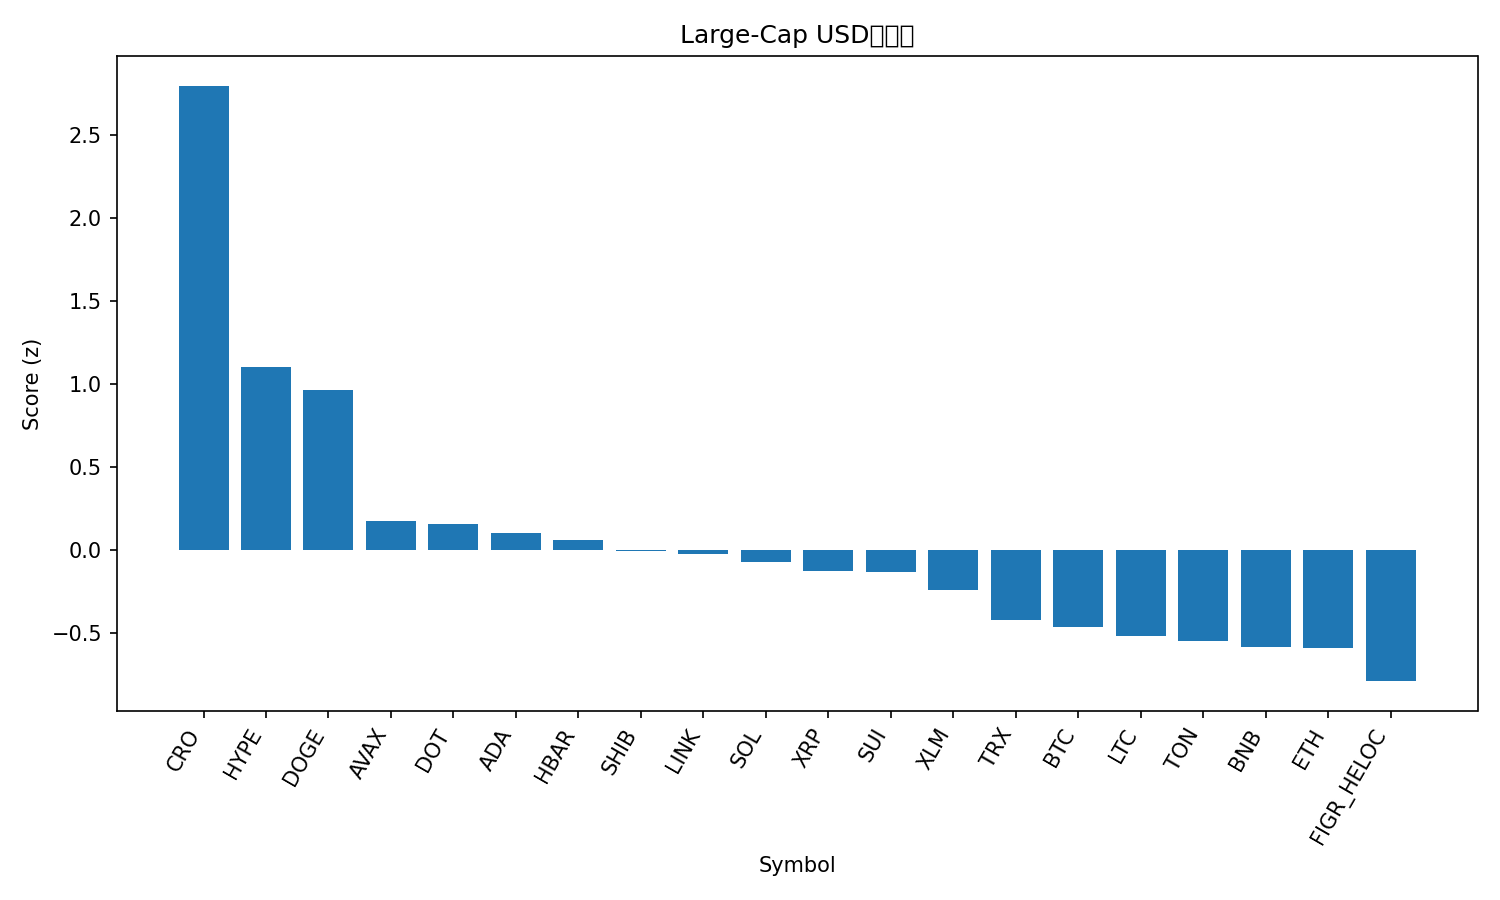 Large-Cap USD
Score (z)
2.5
2.0
1.5
1.0
0.5
0.0
−0.5
CRO
HYPE
DOGE
AVAX
DOT
ADA
HBAR
SHIB
LINK
SOL
XRP
SUI
XLM
TRX
BTC
LTC
TON
BNB
ETH
FIGR_HELOC
Symbol